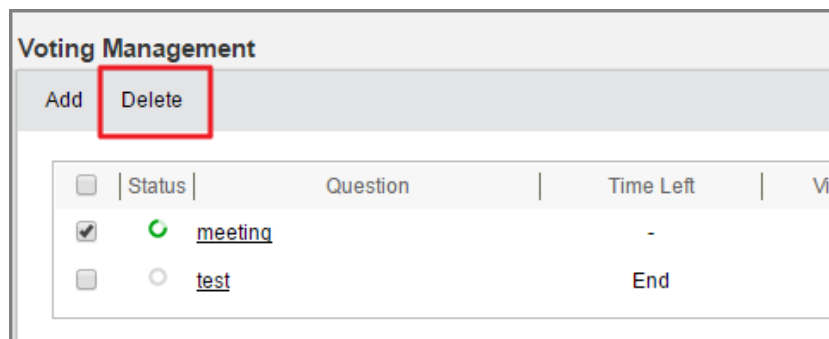 Voting Management
Add Delete
Status Question Time Left
meeting -
test End